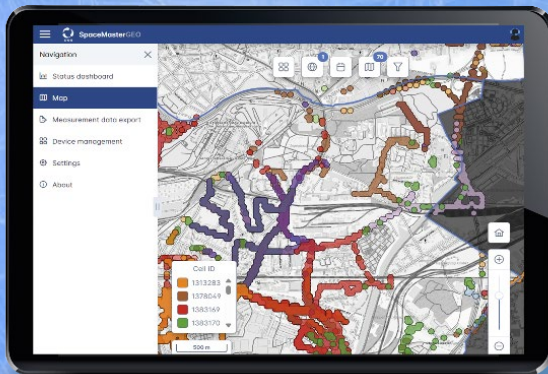 SpaceMasterGEO
Navigation
Status dashboard
Map
Measurement data export
Device management
Settings
About
1
70
Cell ID
1313283
1378049
1383169
1383170
500 m